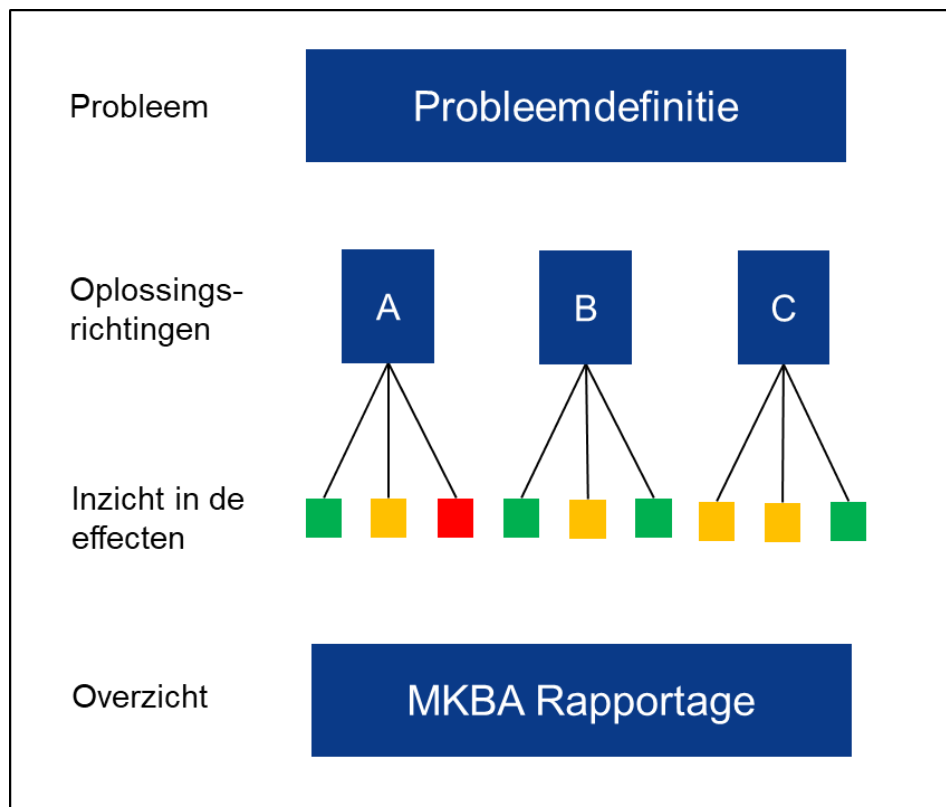 Probleem
Probleemdefinitie
Oplossings-
richtingen
A
B
C
Inzicht in de
effecten
Overzicht
MKBA Rapportage